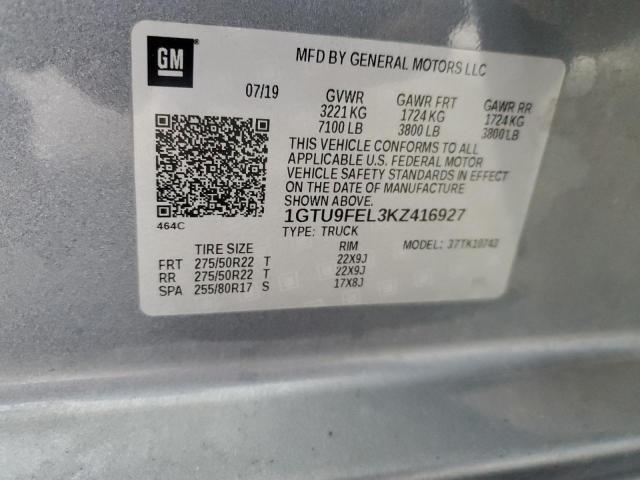 GM
MFD BY GENERAL MOTORS LLC
07/19 GVWR GAWR FRT GAWR RR
3221 KG 1724 KG 1724 KG
7100 LB 3800 LB 3800 LB
THIS VEHICLE CONFORMS TO ALL
APPLICABLE U.S. FEDERAL MOTOR
VEHICLE SAFETY STANDARDS IN EFFECT
ON THE DATE OF MANUFACTURE
SHOWN ABOVE.
464C
1GTU9FEL3KZ416927
TYPE: TRUCK
TIRE SIZE RIM MODEL: 37TK10743
FRT 275/50R22 T 22X9J
RR 275/50R22 T 22X9J
SPA 255/80R17 S 17X8J